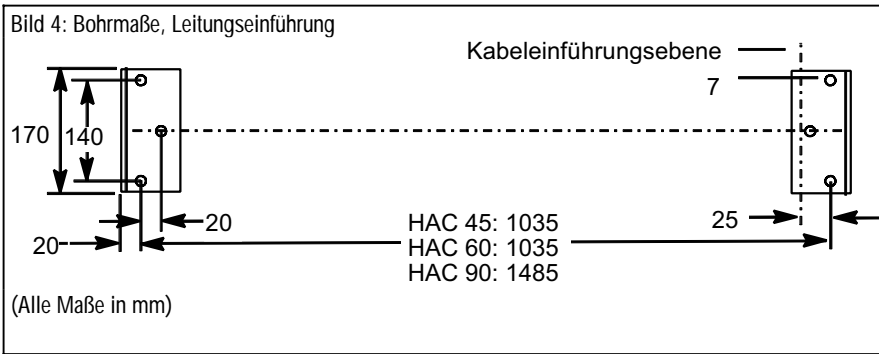 Bild 4: Bohrmaße, Leitungseinführung
Kabeleinführungsebene
7
170
140
20
20
HAC 45: 1035
HAC 60: 1035
HAC 90: 1485
25
(Alle Maße in mm)